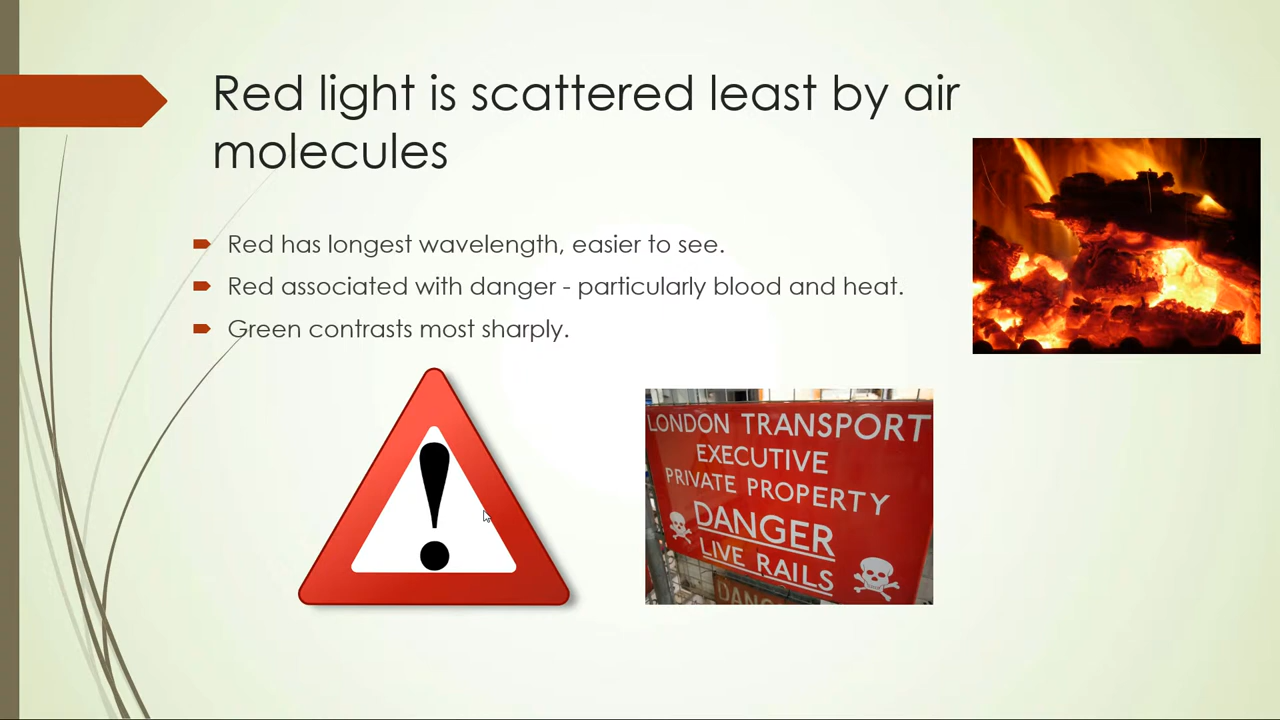 Red light is scattered least by air
molecules
Red has longest wavelength, easier to see.
Red associated with danger - particularly blood and heat.
Green contrasts most sharply.
!
LONDON TRANSPORT
EXECUTIVE
PRIVATE PROPERTY
DANGER
LIVE RAILS